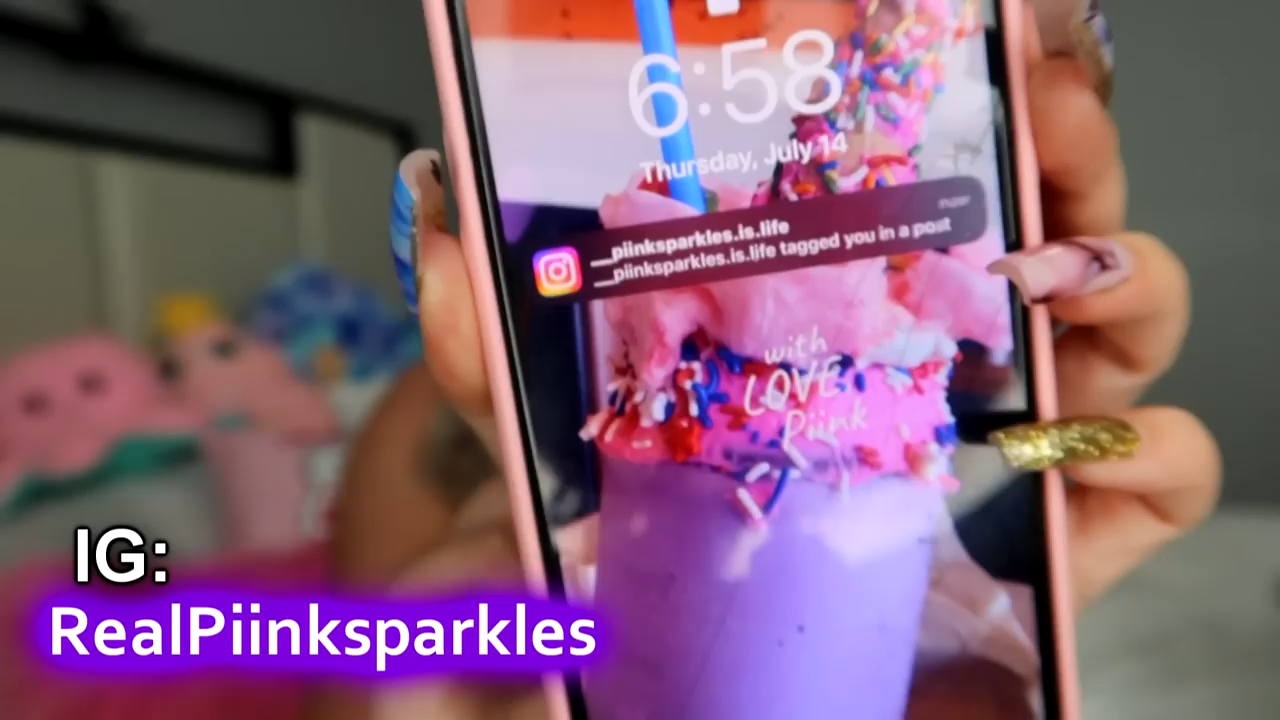 6:58
Thursday, July 14
now
__piinksparkles.is.life
__piinksparkles.is.life tagged you in a post
with
LOVE
Piink
IG:
RealPiinksparkles